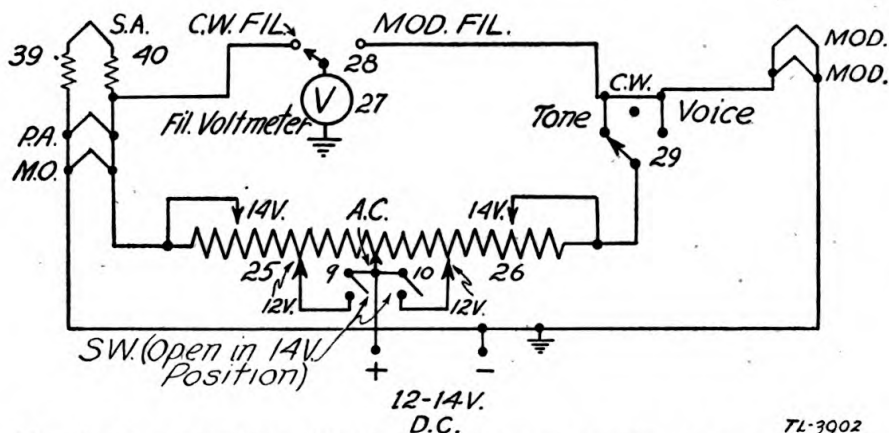 S.A.
39
40
C.W. FIL.
MOD. FIL.
28
V
27
Fil. Voltmeter
P.A.
M.O.
MOD.
MOD.
C.W.
Tone
Voice
29
14V.
A.C.
14V.
25
9
10
26
12V.
12V.
SW. (Open in 14V.
Position)
+
-
12-14V.
D.C.
TL-3002